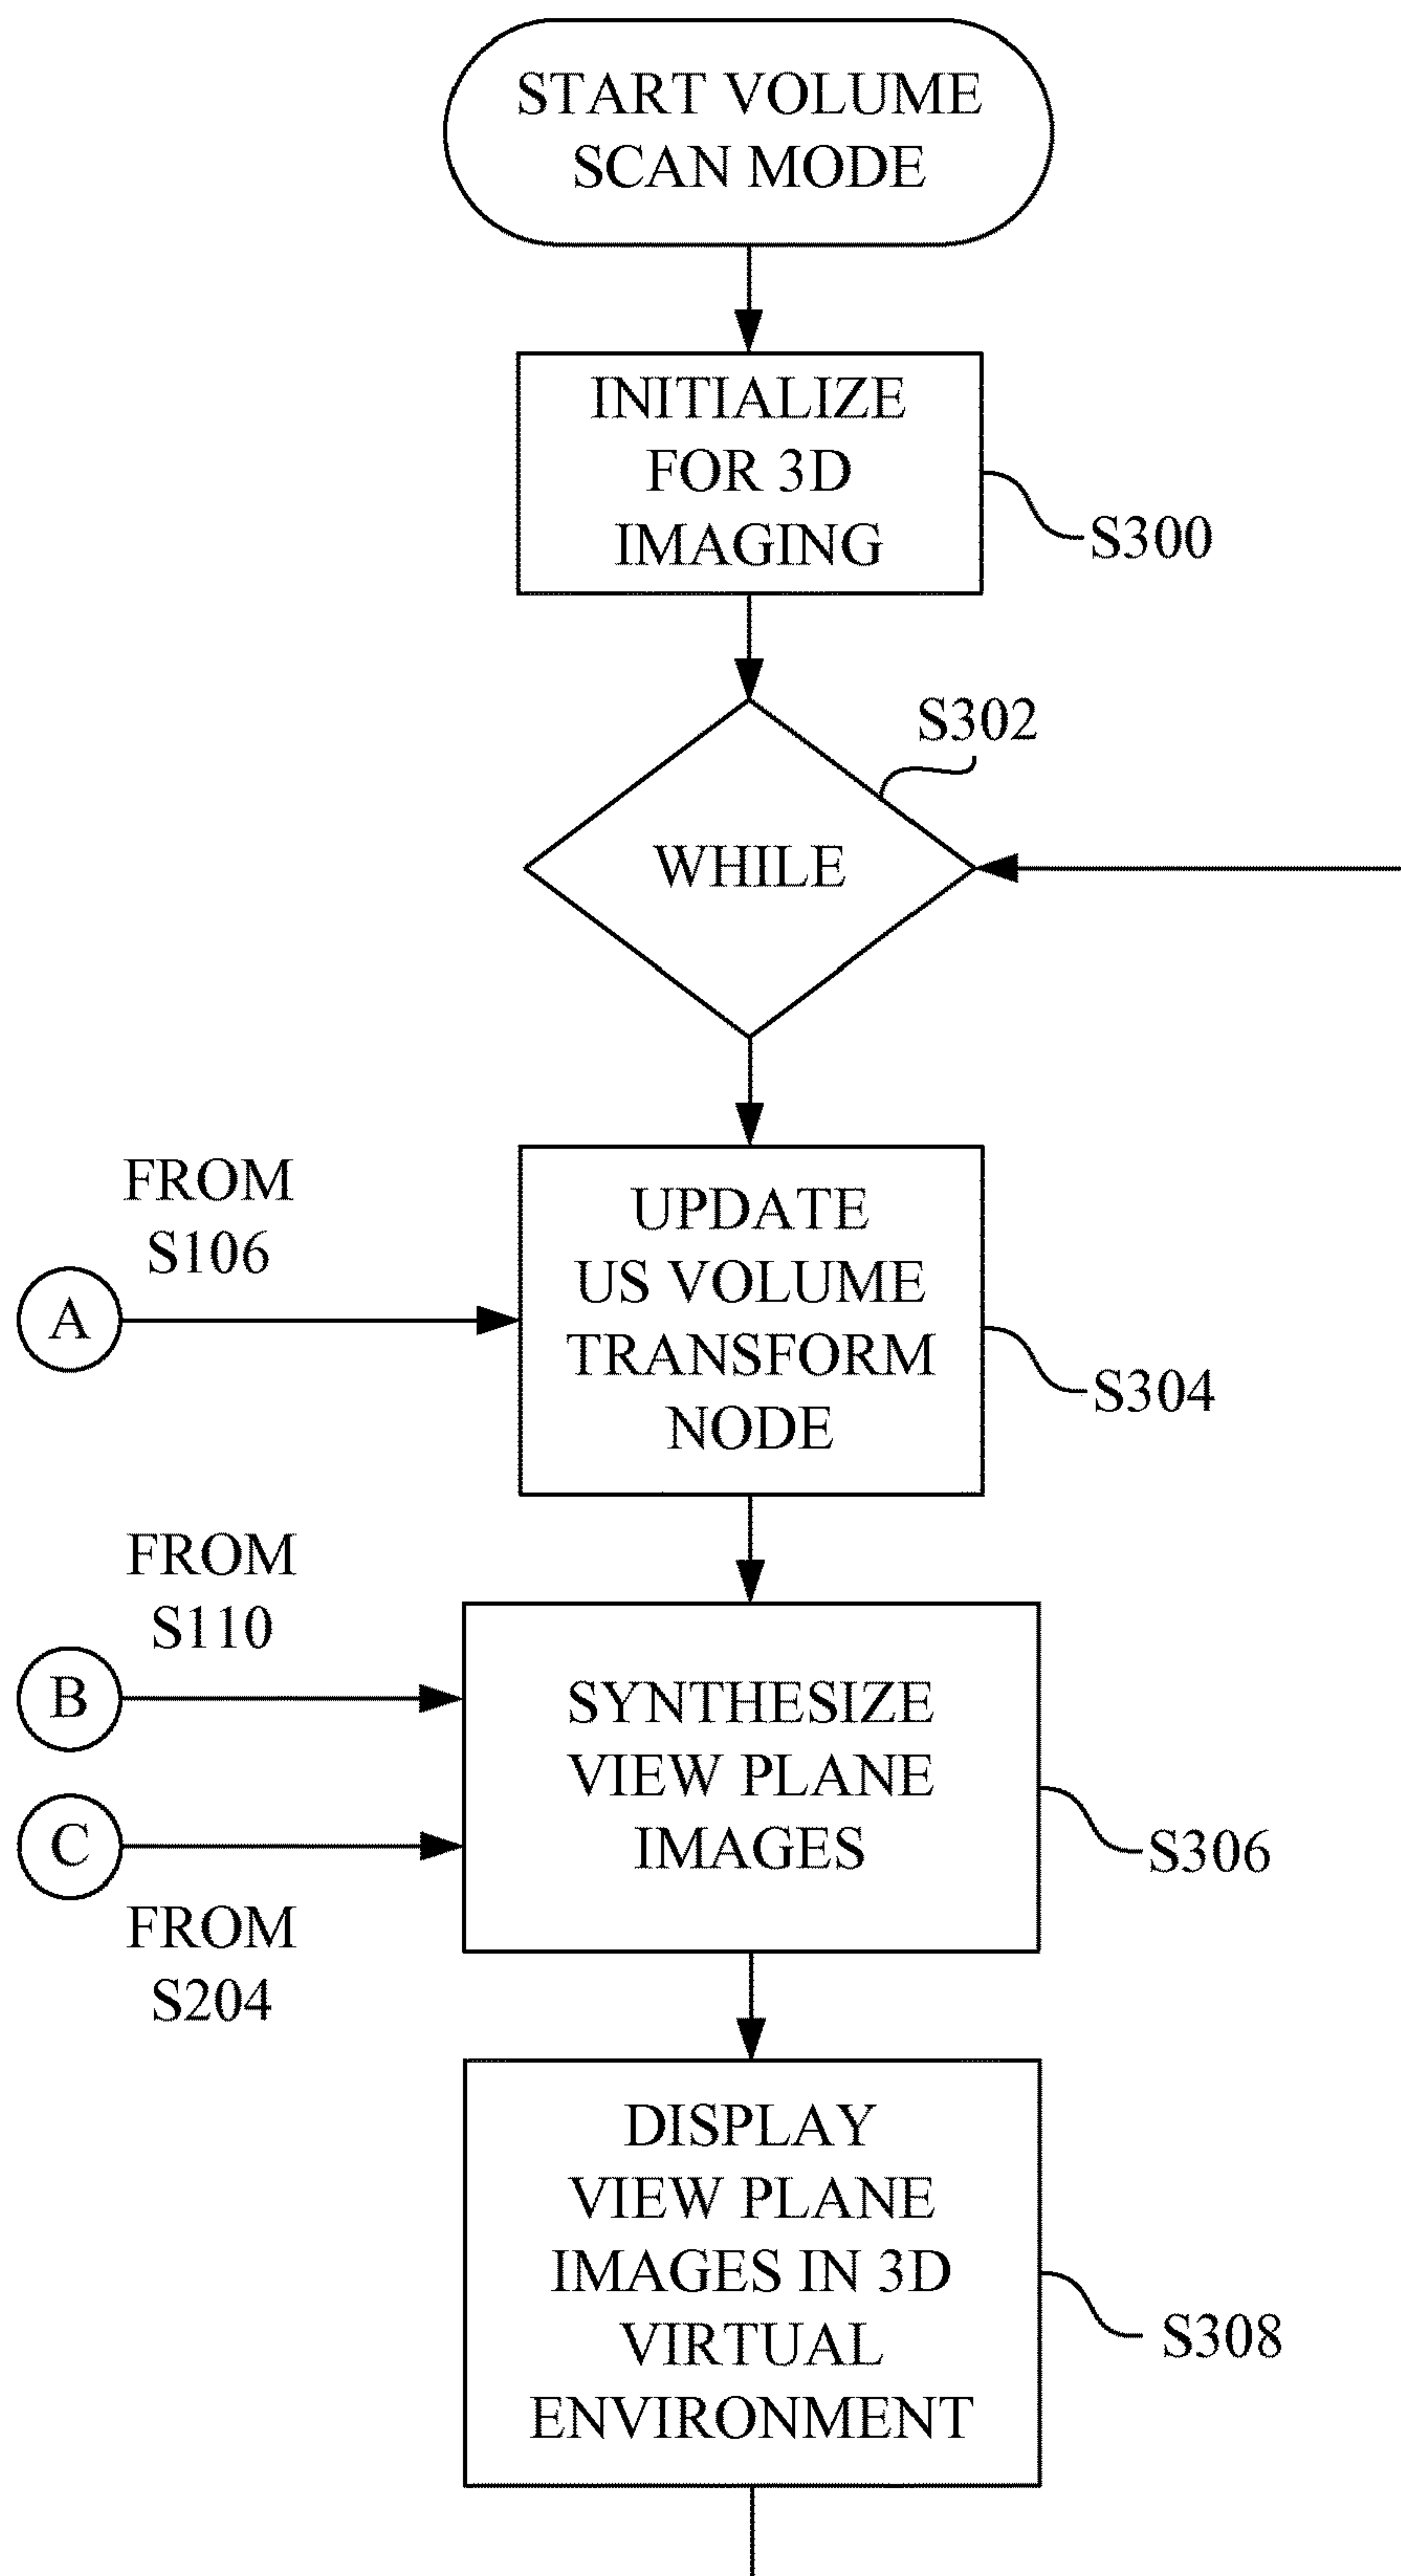 START VOLUME
SCAN MODE
INITIALIZE
FOR 3D
IMAGING
S300
S302
WHILE
FROM
S106
A
UPDATE
US VOLUME
TRANSFORM
NODE
S304
FROM
S110
B
C
FROM
S204
SYNTHESIZE
VIEW PLANE
IMAGES
S306
DISPLAY
VIEW PLANE
IMAGES IN 3D
VIRTUAL
ENVIRONMENT
S308